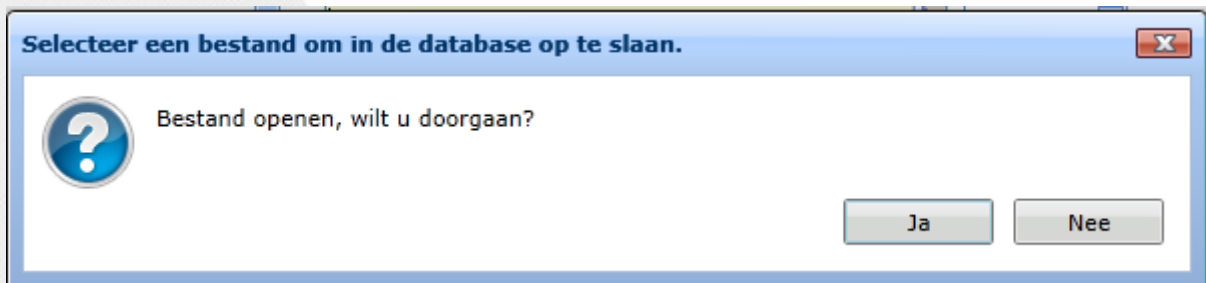 Selecteer een bestand om in de database op te slaan.
Bestand openen, wilt u doorgaan?
Ja Nee